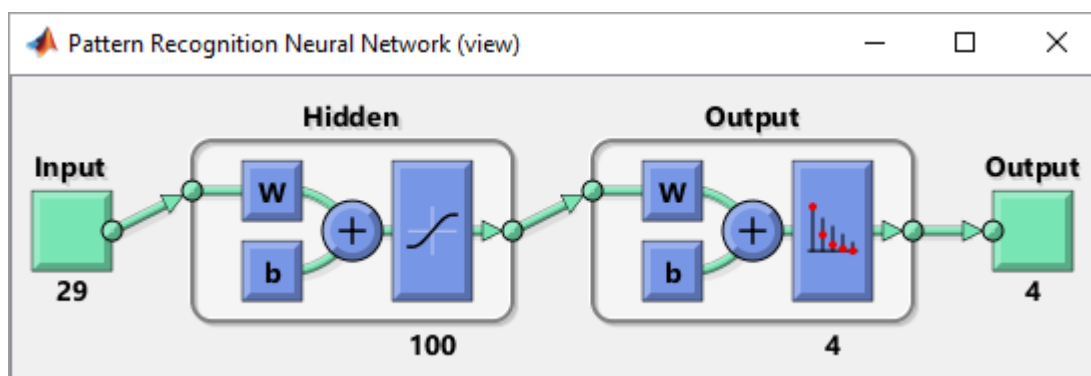 Pattern Recognition Neural Network (view)
Hidden
Output
Input
Output
W
W
b
b
29
4
100
4